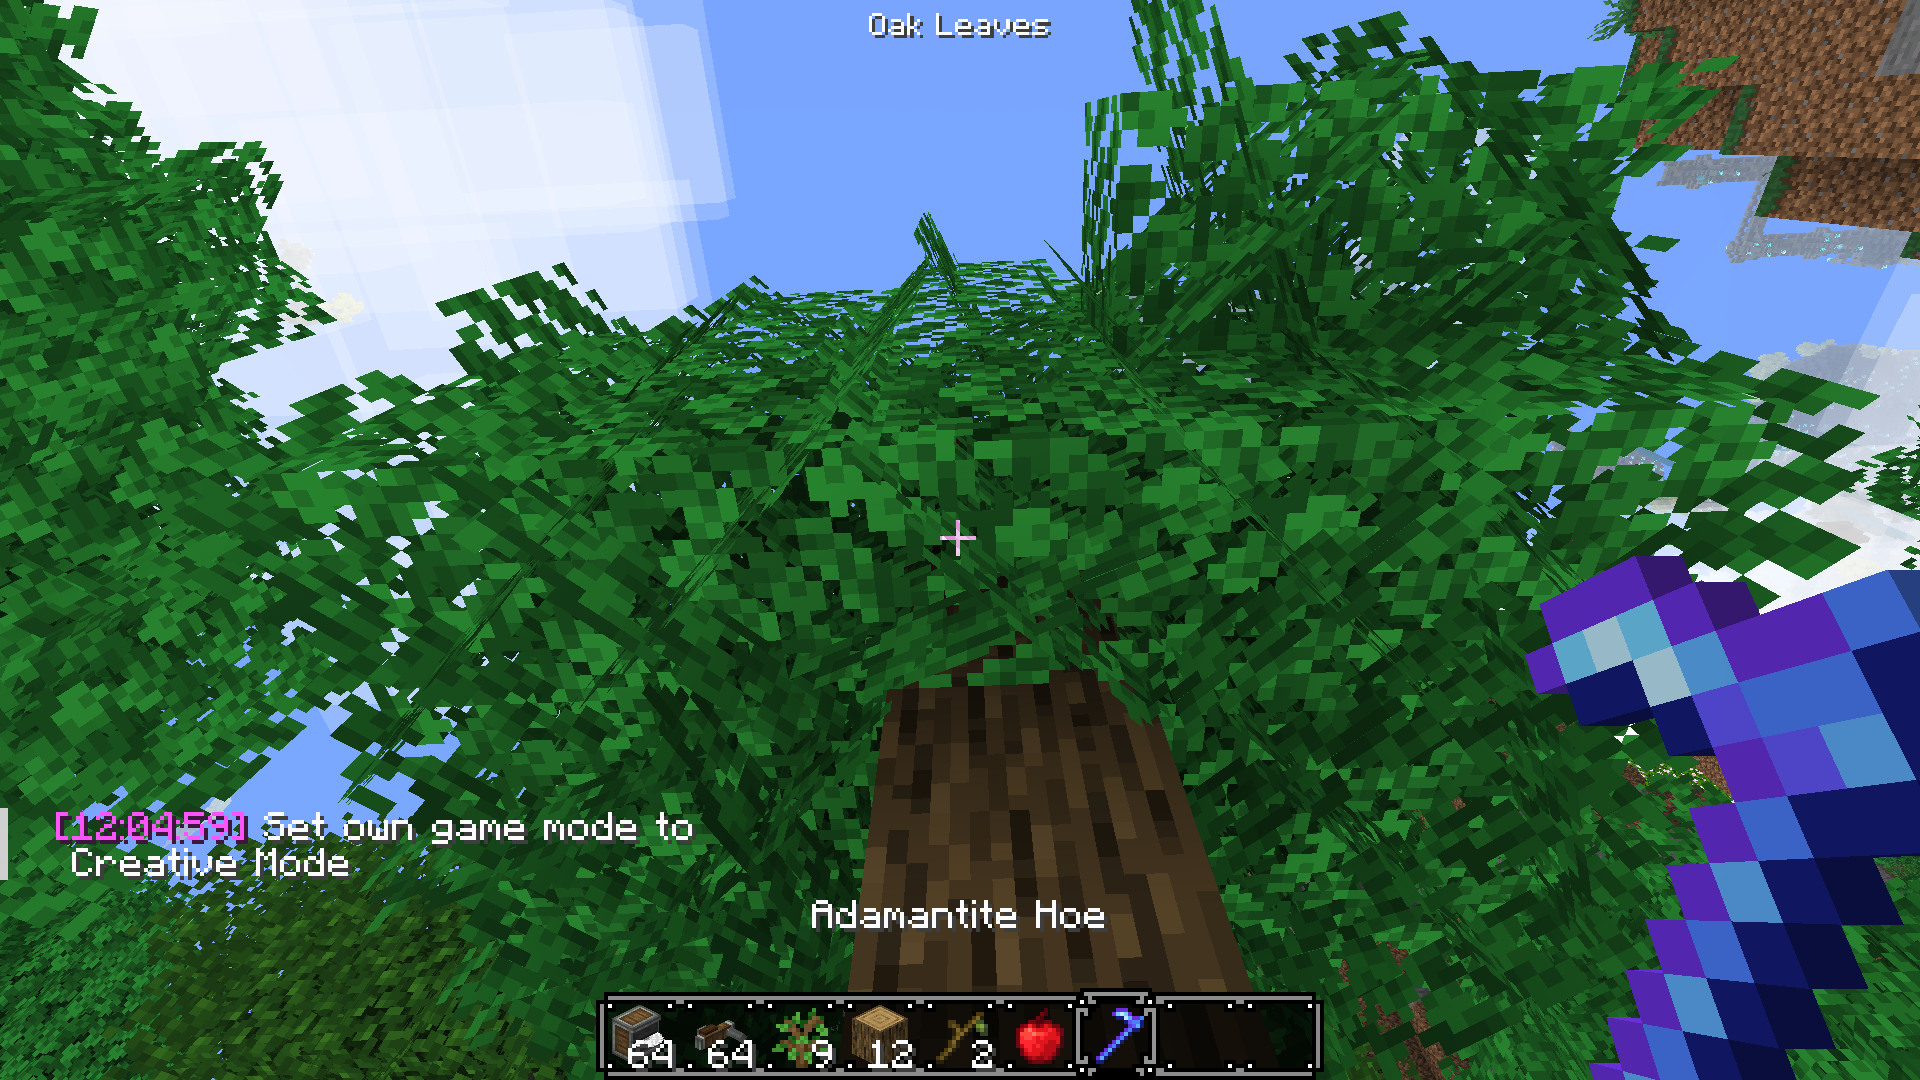 Oak Leaves
[12:04:59] Set own game mode to
Creative Mode
Adamantite Hoe
64 64 9 12 2